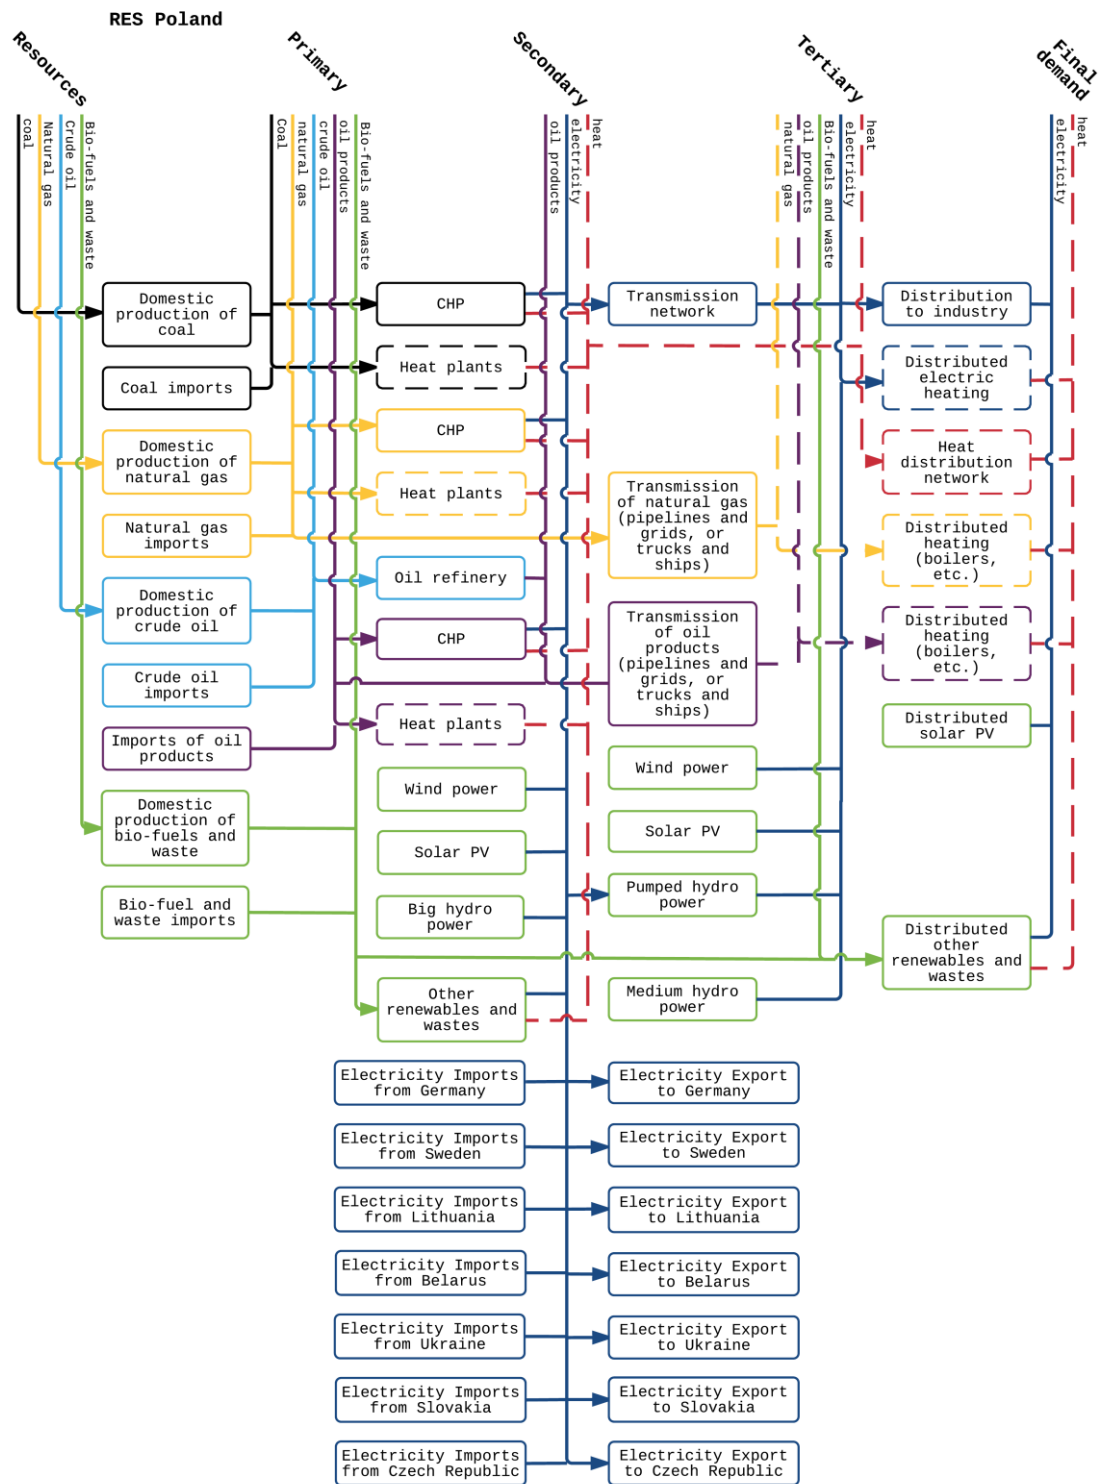 RES Poland
Resources
Primary
Secondary
Tertiary
Final
demand
coal
Natural gas
Crude oil
Bio-fuels and waste
Coal
natural gas
crude oil
oil products
Bio-fuels and waste
oil products
electricity
heat
natural gas
oil products
Bio-fuels and waste
electricity
heat
electricity
heat
Domestic
production of
coal
Coal imports
Domestic
production of
natural gas
Natural gas
imports
Domestic
production of
crude oil
Crude oil
imports
Imports of oil
products
Domestic
production of
bio-fuels and
waste
Bio-fuel and
waste imports
CHP
Heat plants
CHP
Heat plants
Oil refinery
CHP
Heat plants
Wind power
Solar PV
Big hydro
power
Other
renewables and
wastes
Electricity Imports
from Germany
Electricity Imports
from Sweden
Electricity Imports
from Lithuania
Electricity Imports
from Belarus
Electricity Imports
from Ukraine
Electricity Imports
from Slovakia
Electricity Imports
from Czech Republic
Transmission
network
Transmission
of natural gas
(pipelines and
grids, or
trucks and
ships)
Transmission
of oil
products
(pipelines and
grids, or
trucks and
ships)
Wind power
Solar PV
Pumped hydro
power
Medium hydro
power
Electricity Export
to Germany
Electricity Export
to Sweden
Electricity Export
to Lithuania
Electricity Export
to Belarus
Electricity Export
to Ukraine
Electricity Export
to Slovakia
Electricity Export
to Czech Republic
Distribution
to industry
Distributed
electric
heating
Heat
distribution
network
Distributed
heating
(boilers,
etc.)
Distributed
heating
(boilers,
etc.)
Distributed
solar PV
Distributed
other
renewables and
wastes